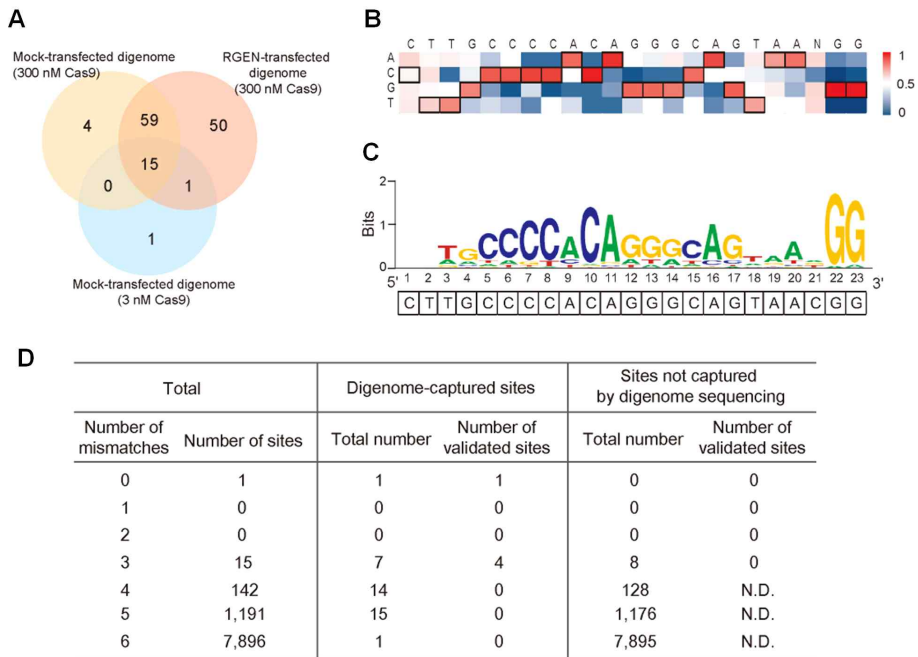 A
Mock-transfected digenome
(300 nM Cas9)
RGEN-transfected
digenome
(300 nM Cas9)
4
59
50
15
0
1
1
Mock-transfected digenome
(3 nM Cas9)
B
C T T G C C C C A C A G G G C A G T A A N G G
A
C
G
T
1
0.5
0
C
2
1
0
Bits
T G C C C C A C A G G G C A G T A A G G
5' 1 2 3 4 5 6 7 8 9 10 11 12 13 14 15 16 17 18 19 20 21 22 23 3'
C T T G C C C C A C A G G G C A G T A A C G G
D
Total Digenome-captured sites Sites not captured
by digenome sequencing
Number of mismatches Number of sites Total number Number of validated sites Total number Number of validated sites
0 1 1 1 0 0
1 0 0 0 0 0
2 0 0 0 0 0
3 15 7 4 8 0
4 142 14 0 128 N.D.
5 1,191 15 0 1,176 N.D.
6 7,896 1 0 7,895 N.D.